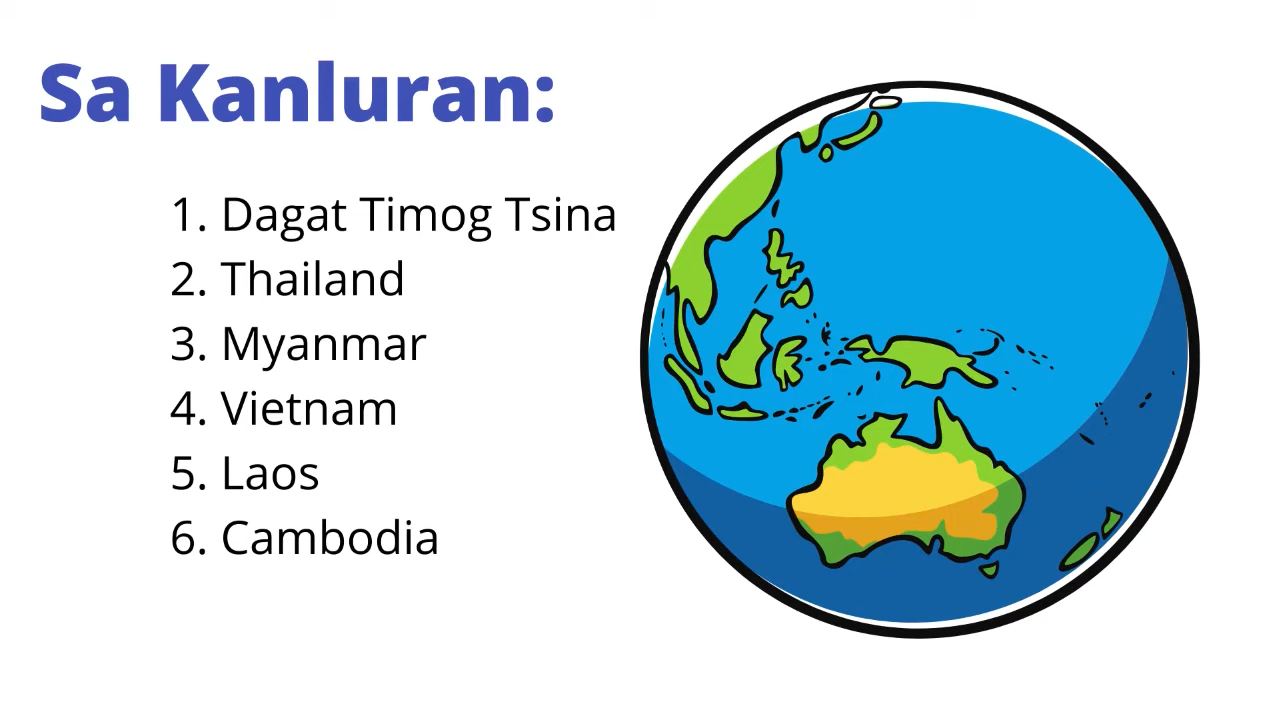 Sa Kanluran:
1. Dagat Timog Tsina
2. Thailand
3. Myanmar
4. Vietnam
5. Laos
6. Cambodia